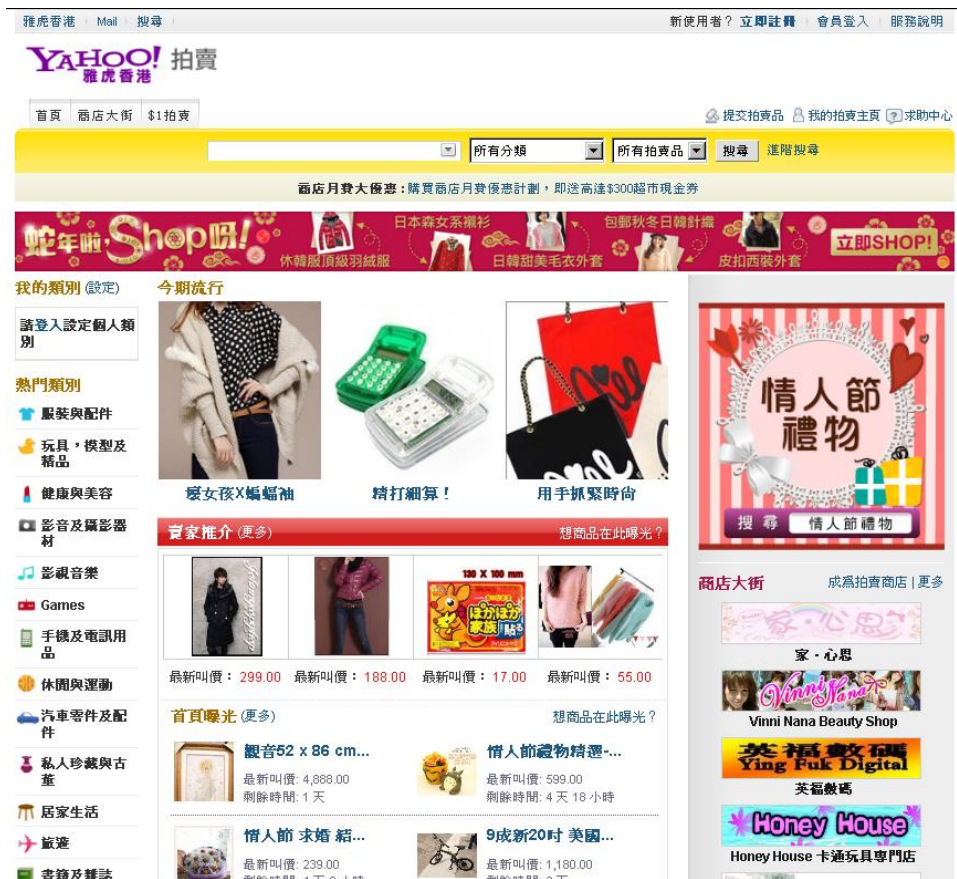 雅虎香港 Mail 搜尋
新使用者？ 立即註冊 會員登入 服務說明
YAHOO! 拍賣
雅虎香港
首頁 商店大街 $1拍賣
提交拍賣品 我的拍賣主頁 求助中心
所有分類 所有拍賣品 搜尋 進階搜尋
商店月費大優惠：購買商店月費優惠計劃，即送高達$300超市現金券
蛇年啦,Shop呀!
休韓服頂級羽絨服
日本森女系襯衫
日韓甜美毛衣外套
包郵秋冬日韓針織
皮扣西裝外套
立即SHOP!
我的類別 (設定)
請登入設定個人類
別
熱門類別
服裝與配件
玩具，模型及
精品
健康與美容
影音及攝影器
材
影視音樂
Games
手機及電訊用
品
休閒與運動
汽車零件及配
件
私人珍藏與古
董
居家生活
旅遊
書籍及雜誌
今期流行
壞女孩X蝙蝠袖
精打細算！
用手抓緊時尚
賣家推介 (更多) 想商品在此曝光？
130 X 100 mm
ぽかぽか
家族 貼る
最新叫價： 299.00 最新叫價： 188.00 最新叫價： 17.00 最新叫價： 55.00
首頁曝光 (更多) 想商品在此曝光？
觀音52 x 86 cm...
最新叫價: 4,888.00
剩餘時間: 1 天
情人節禮物精選-...
最新叫價: 599.00
剩餘時間: 4 天 18 小時
情人節 求婚 結...
最新叫價: 239.00
9成新20吋 美國...
最新叫價: 1,180.00
情人節
禮物
搜 尋 情人節禮物
商店大街 成為拍賣商店 | 更多
家・心思
家・心思
Vinni Nana
Vinni Nana Beauty Shop
英福數碼
Ying Fuk Digital
英福數碼
Honey House
Honey House 卡通玩具專門店